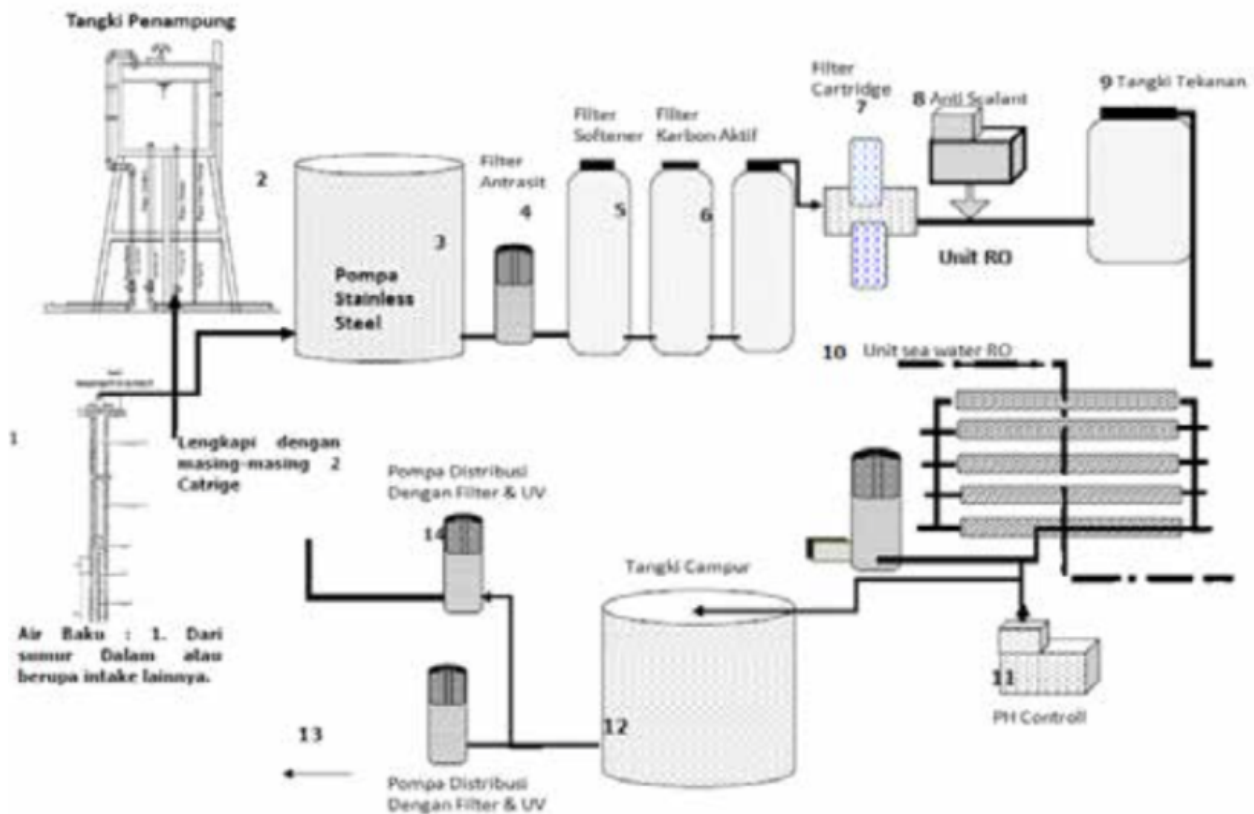 Tangki Penampung
2
Pompa
Stainless
Steel
3
Filter
Antrasit
4
Filter
Softener
5
Filter
Karbon Aktif
6
Filter
Cartridge
7
8 Anti Scalant
Unit RO
9 Tangki Tekanan
10 Unit sea water RO
1
Lengkapi dengan
masing-masing 2
Catrige
Air Baku : 1. Dari
sumur Dalam atau
berupa intake lainnya.
Pompa Distribusi
Dengan Filter & UV
14
Tangki Campur
12
11
PH Controll
13
Pompa Distribusi
Dengan Filter & UV